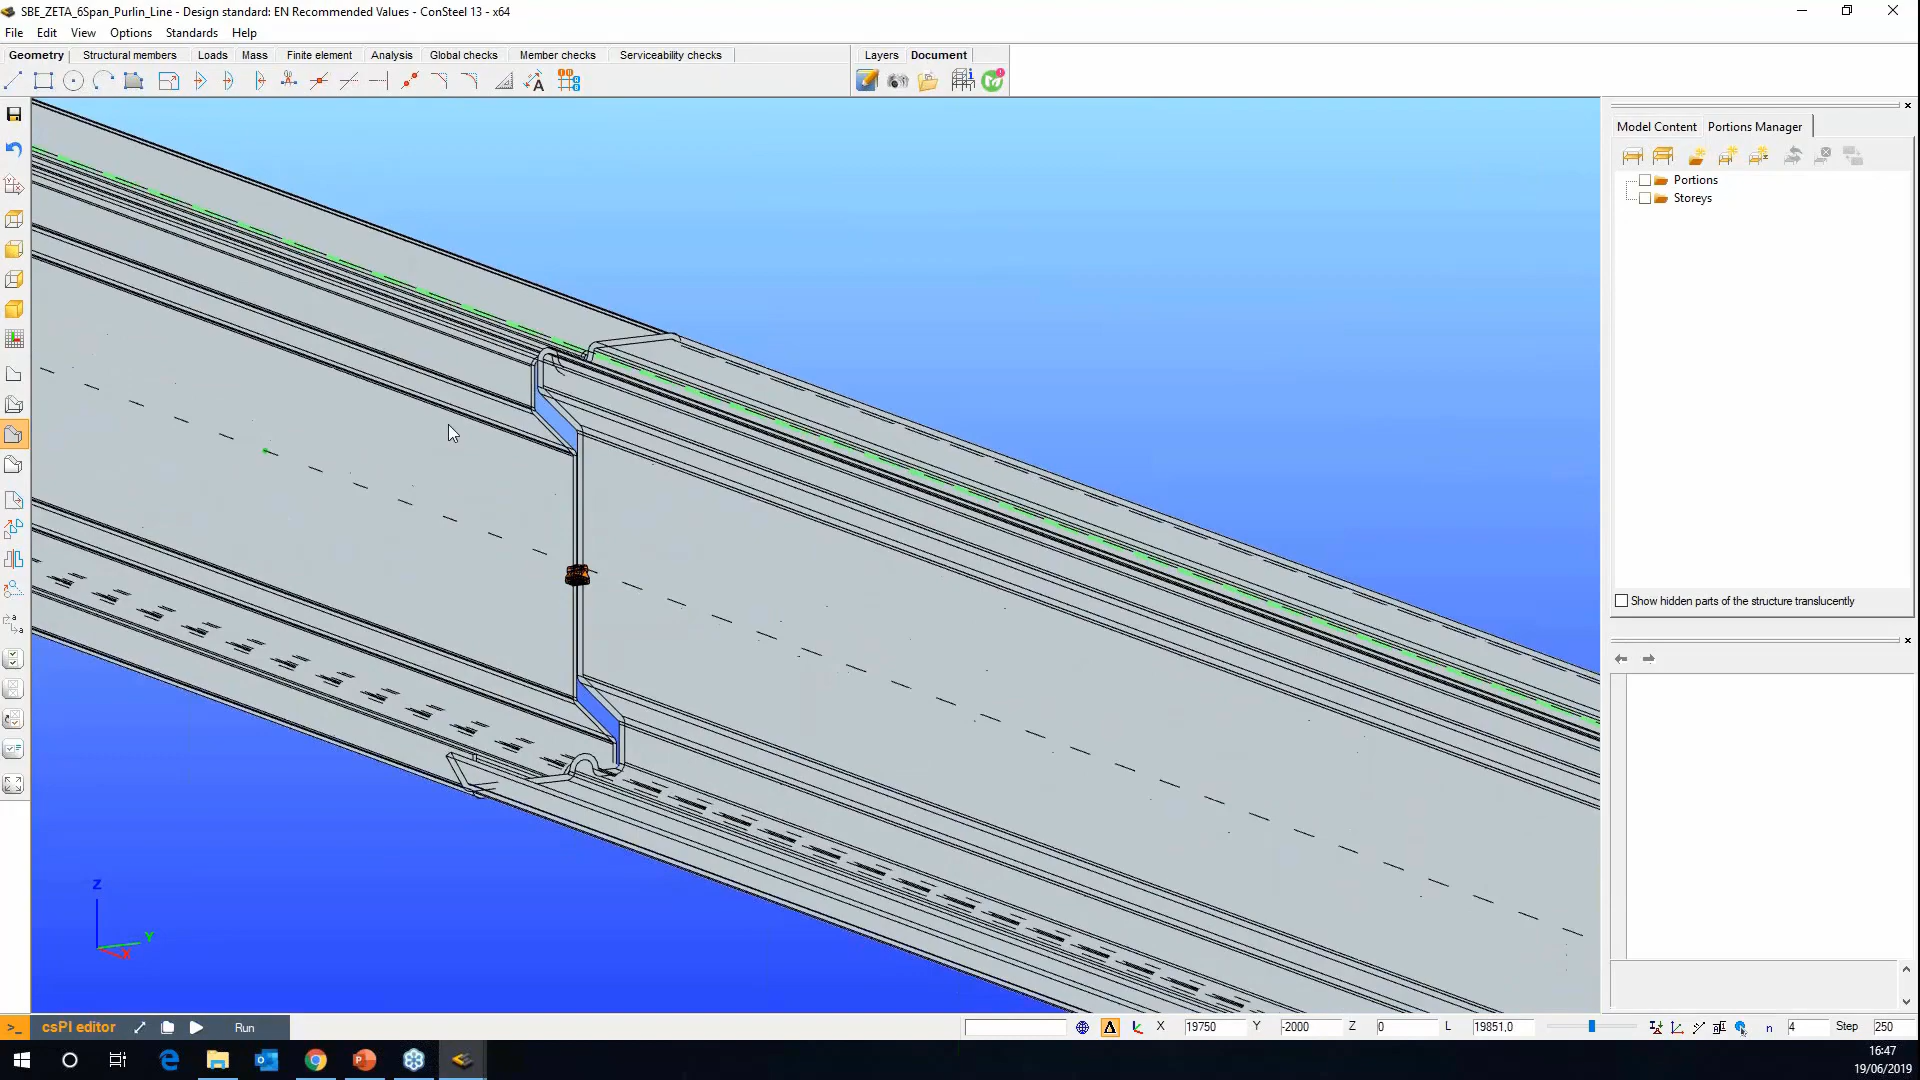 SBE_ZETA_6Span_Purlin_Line - Design standard: EN Recommended Values - ConSteel 13 - x64
File Edit View Options Standards Help
Geometry Structural members Loads Mass Finite element Analysis Global checks Member checks Serviceability checks Layers Document
Model Content Portions Manager
Portions
Storeys
Show hidden parts of the structure translucently
Z
Y
X
>_ csPI editor Run
X 19750 Y -2000 Z 0 L 19851,0 n 4 Step 250
16:47
19/06/2019